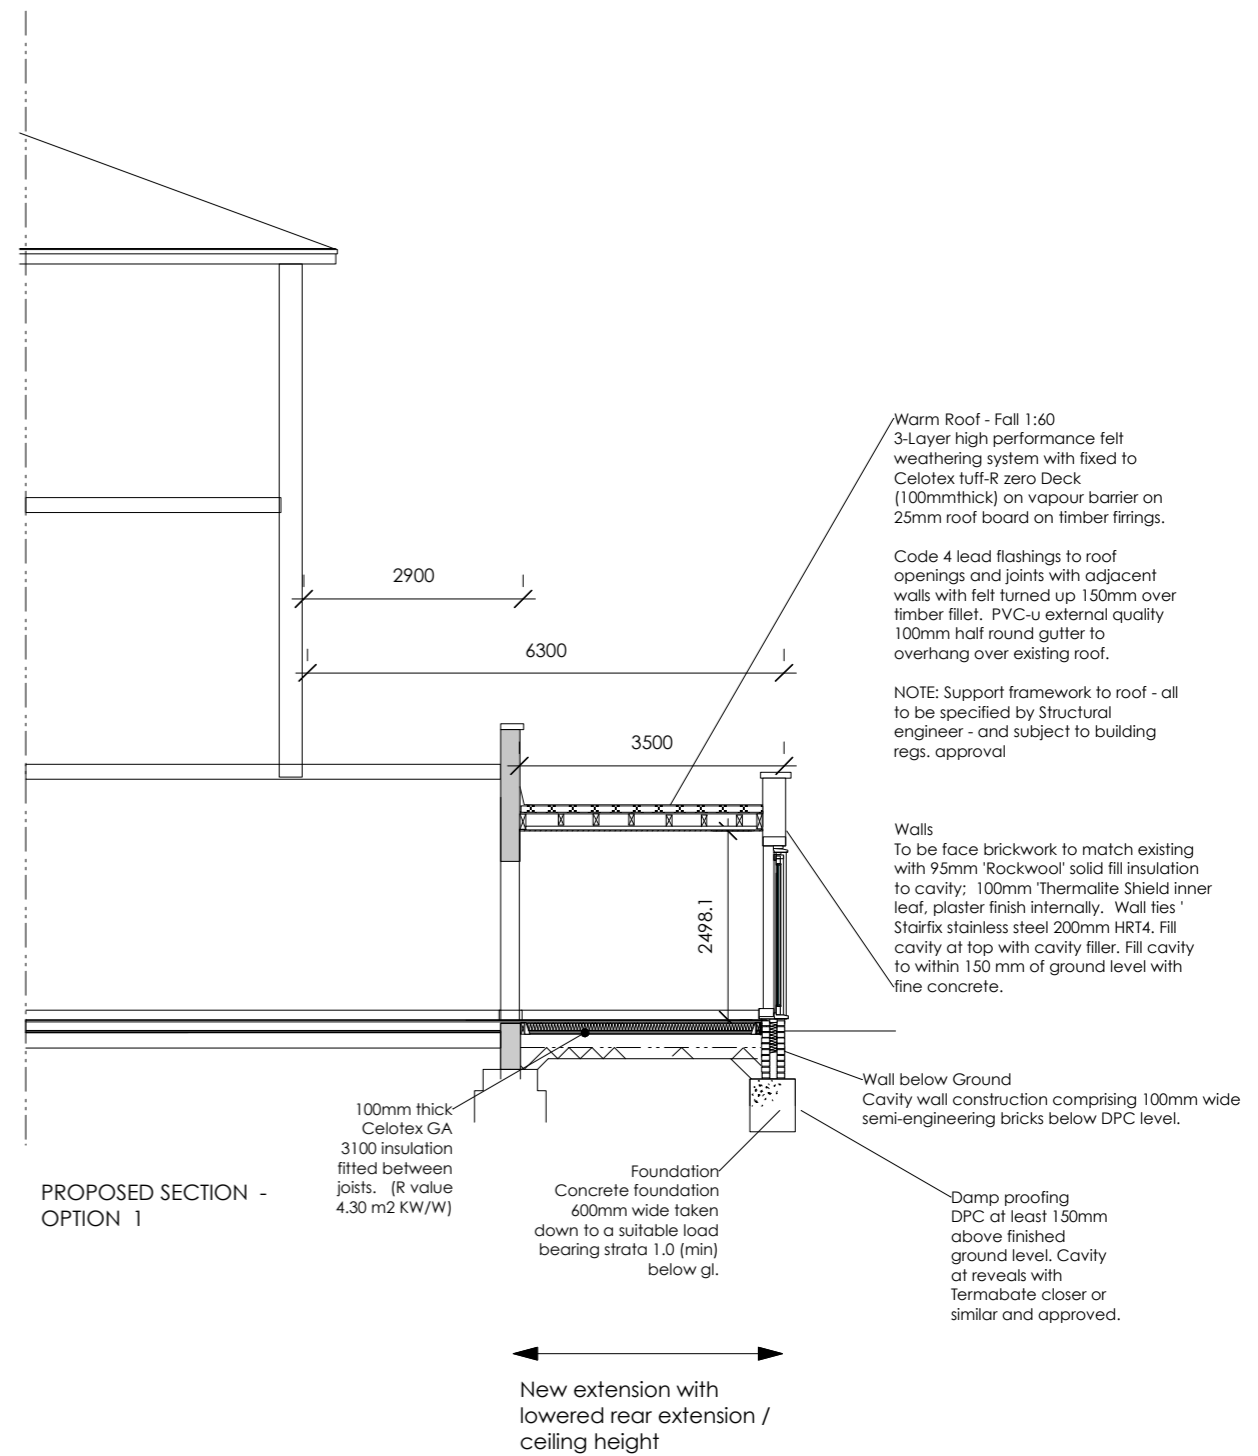 Warm Roof - Fall 1:60
3-Layer high performance felt
weathering system with fixed to
Celotex tuff-R zero Deck
(100mmthick) on vapour barrier on
25mm roof board on timber firrings.
Code 4 lead flashings to roof
openings and joints with adjacent
walls with felt turned up 150mm over
timber fillet. PVC-u external quality
100mm half round gutter to
overhang over existing roof.
NOTE: Support framework to roof - all
to be specified by Structural
engineer - and subject to building
regs. approval
2900
6300
3500
2498.1
Walls
To be face brickwork to match existing
with 95mm 'Rockwool' solid fill insulation
to cavity; 100mm 'Thermalite Shield inner
leaf, plaster finish internally. Wall ties '
Stairfix stainless steel 200mm HRT4. Fill
cavity at top with cavity filler. Fill cavity
to within 150 mm of ground level with
fine concrete.
Wall below Ground
Cavity wall construction comprising 100mm wide
semi-engineering bricks below DPC level.
100mm thick
Celotex GA
3100 insulation
fitted between
joists. (R value
4.30 m2 KW/W)
PROPOSED SECTION -
OPTION 1
Foundation
Concrete foundation
600mm wide taken
down to a suitable load
bearing strata 1.0 (min)
below gl.
Damp proofing
DPC at least 150mm
above finished
ground level. Cavity
at reveals with
Termabate closer or
similar and approved.
New extension with
lowered rear extension /
ceiling height